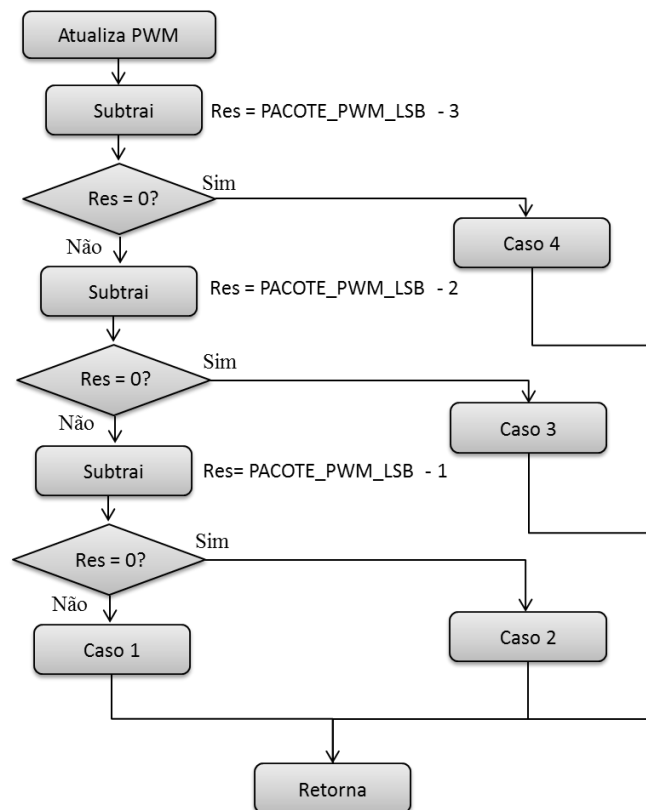 Atualiza PWM
Subtrai
Res = PACOTE_PWM_LSB - 3
Res = 0?
Sim
Não
Caso 4
Subtrai
Res = PACOTE_PWM_LSB - 2
Res = 0?
Sim
Não
Caso 3
Subtrai
Res= PACOTE_PWM_LSB - 1
Res = 0?
Sim
Não
Caso 1
Caso 2
Retorna